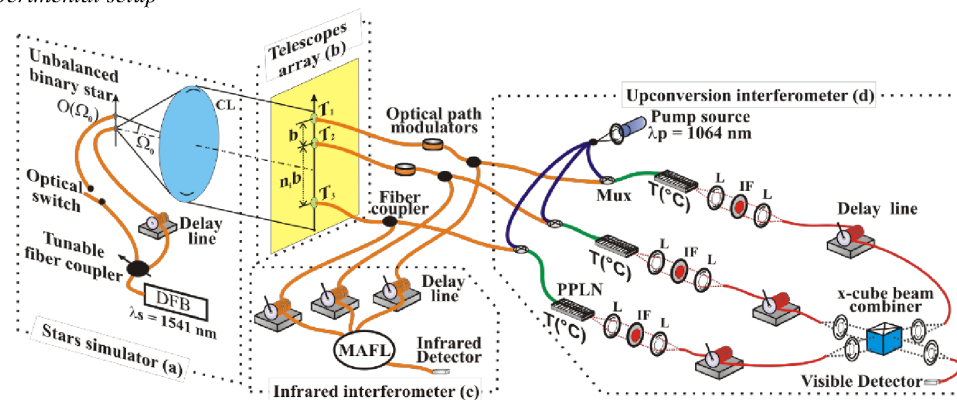 perimental setup
Telescopes
array (b)
Unbalanced
binary star
O(Ω₀)
CL
Ω₀
T₁
b
T₂
n₁b
T₃
Optical path
modulators
Upconversion interferometer (d)
Pump source
λp = 1064 nm
Mux
T(°C)
L
IF
L
Delay line
Optical
switch
Delay
line
Tunable
fiber coupler
DFB
λs = 1541 nm
Stars simulator (a)
Fiber
coupler
Delay
line
MAFL
Infrared
Detector
Infrared interferometer (c)
T(°C)
L
IF
L
PPLN
T(°C)
L
IF
L
x-cube beam
combiner
Visible Detector